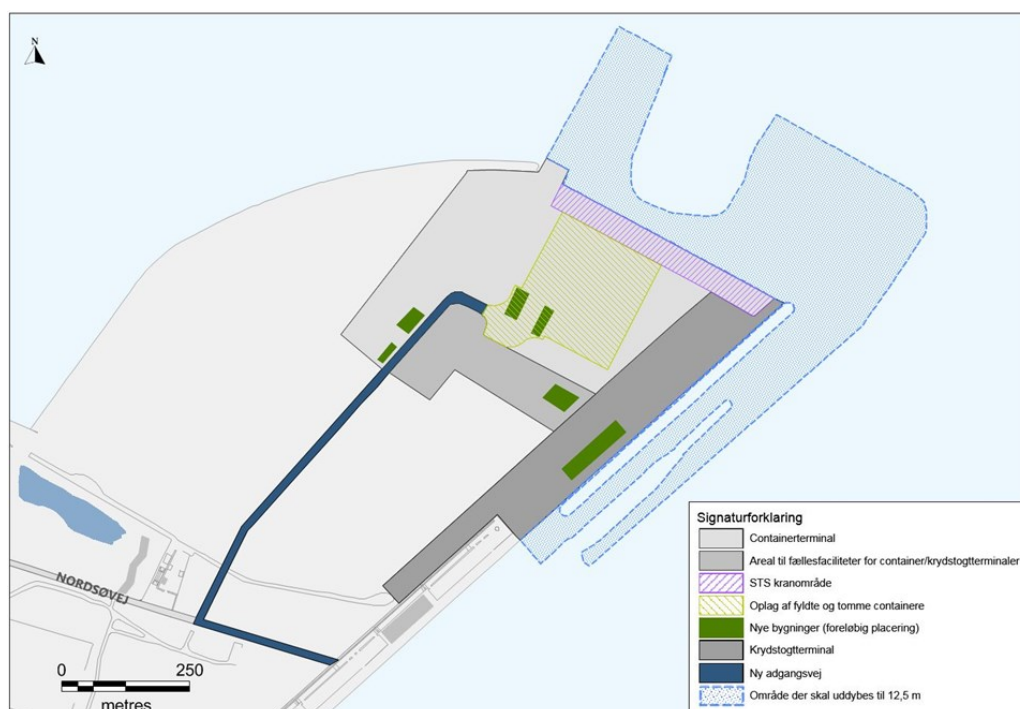 N
NORDSØVEJ
0 250
metres
Signaturforklaring
Containerterminal
Areal til fællesfaciliteter for container/krydstogtterminaler
STS kranområde
Oplag af fyldte og tomme containere
Nye bygninger (foreløbig placering)
Krydstogtterminal
Ny adgangsvej
Område der skal uddybes til 12,5 m